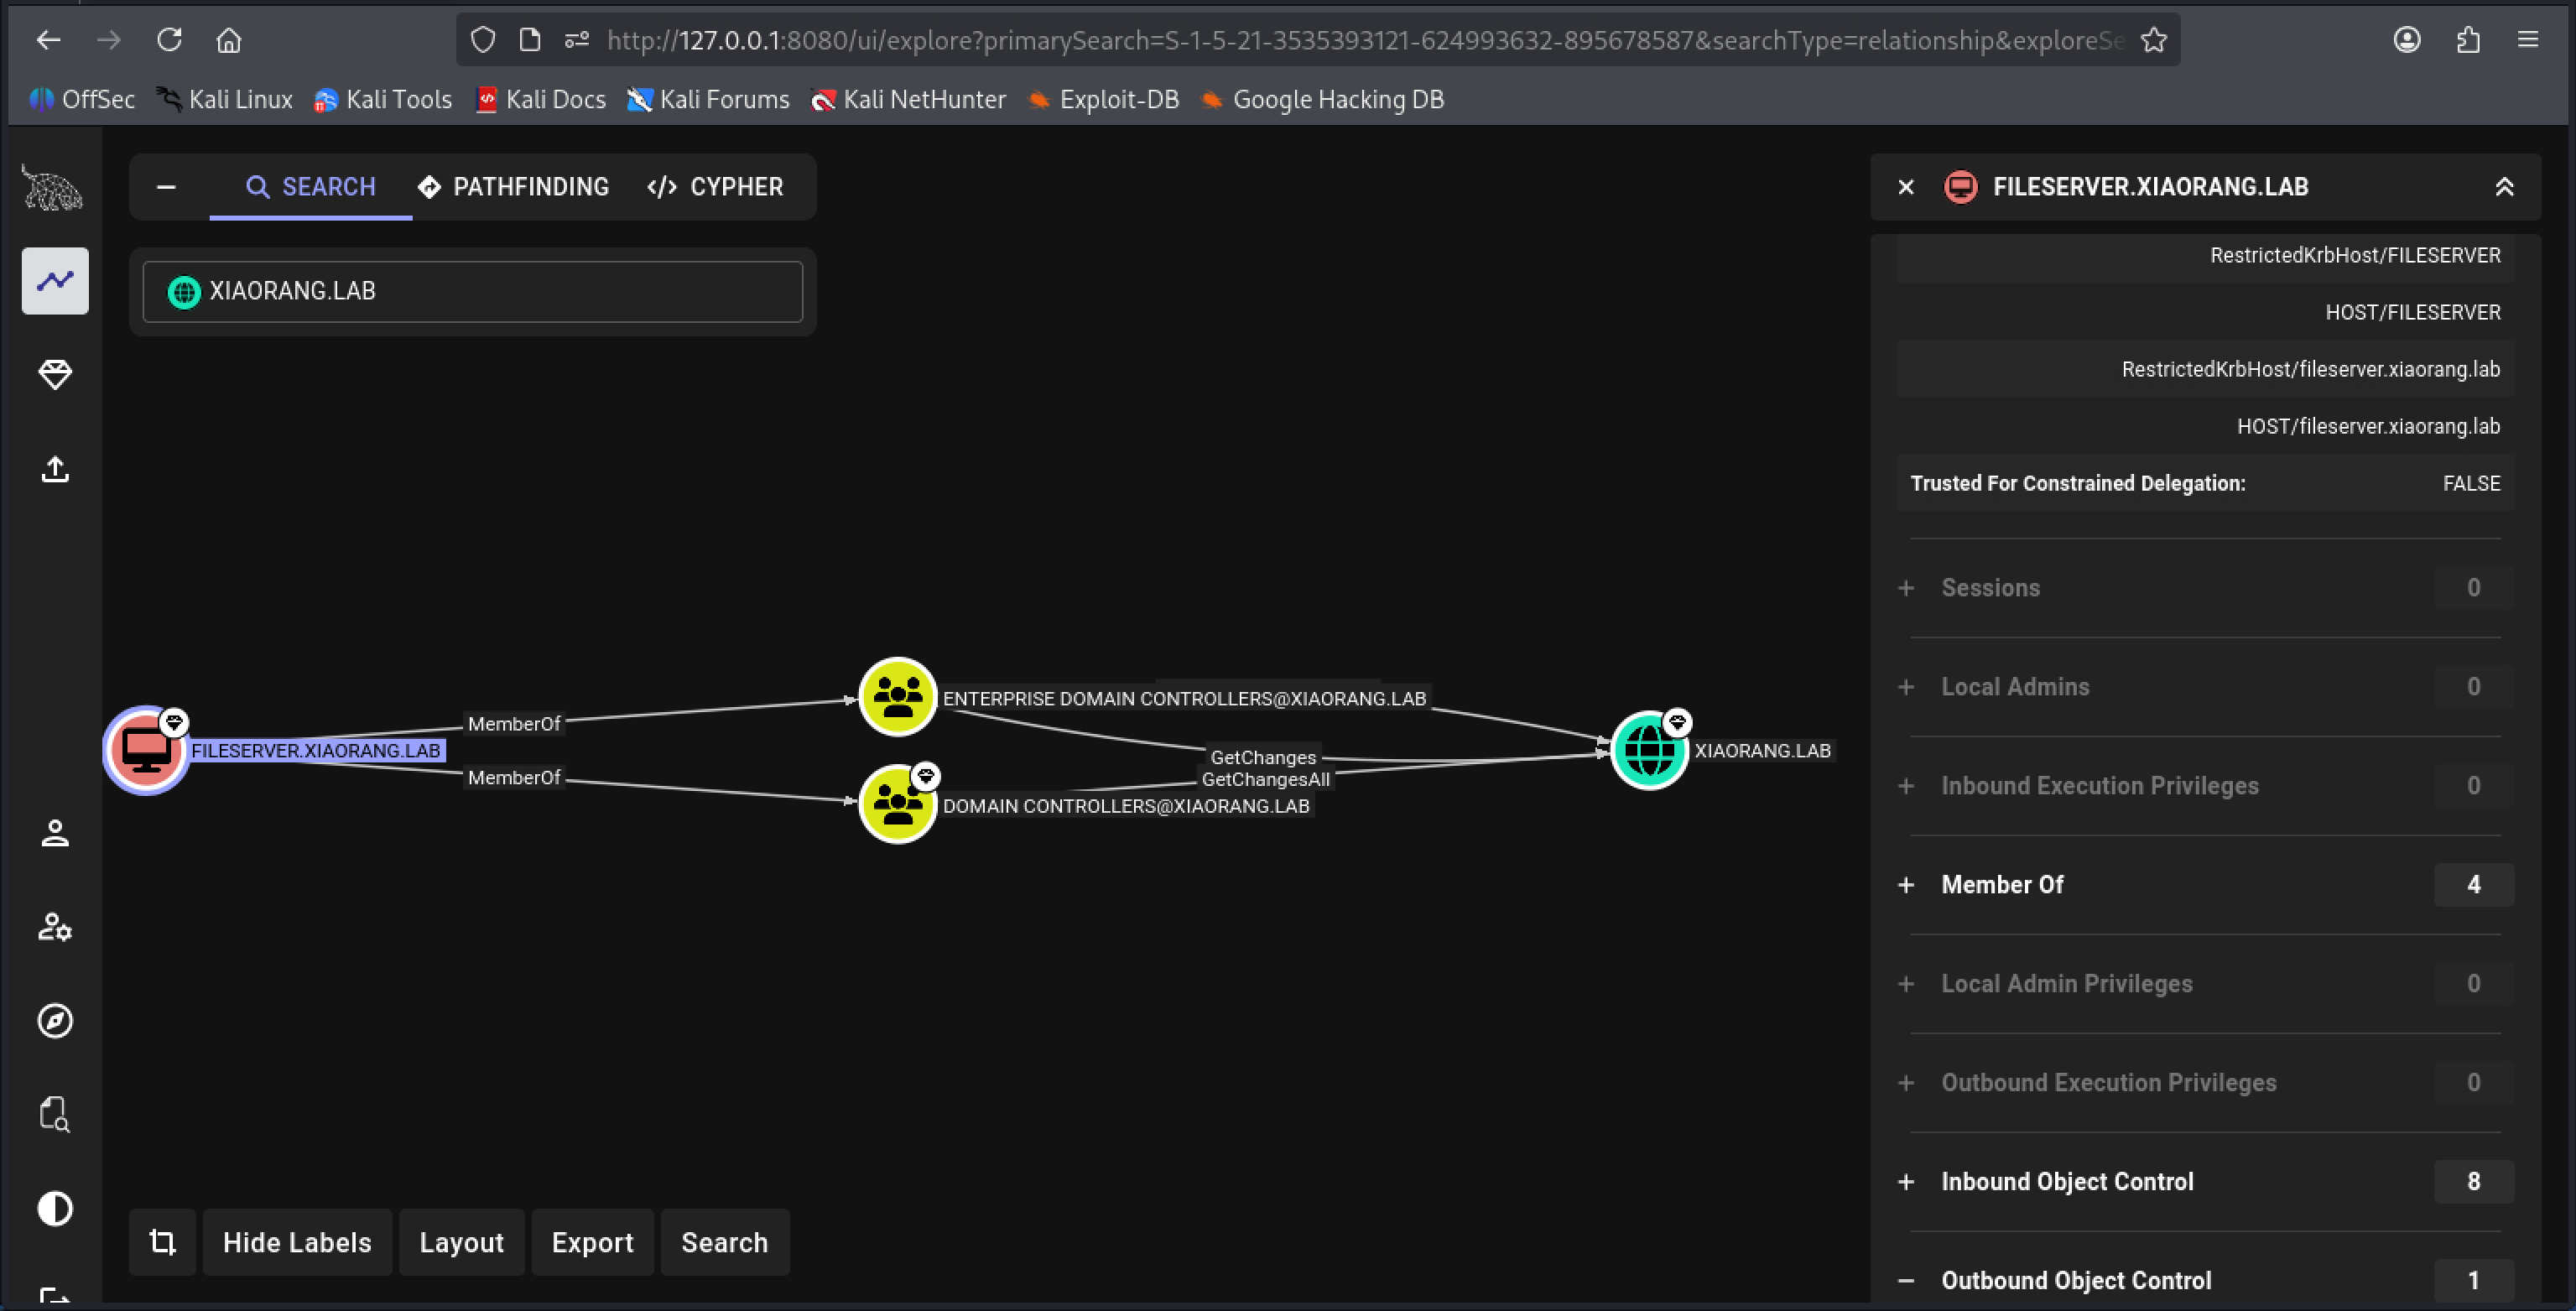 http://127.0.0.1:8080/ui/explore?primarySearch=S-1-5-21-3535393121-624993632-895678587&searchType=relationship&exploreSe
OffSec Kali Linux Kali Tools Kali Docs Kali Forums Kali NetHunter Exploit-DB Google Hacking DB
SEARCH PATHFINDING CYPHER
XIAORANG.LAB
FILESERVER.XIAORANG.LAB
MemberOf
MemberOf
ENTERPRISE DOMAIN CONTROLLERS@XIAORANG.LAB
GetChanges
GetChangesAll
DOMAIN CONTROLLERS@XIAORANG.LAB
XIAORANG.LAB
Hide Labels Layout Export Search
FILESERVER.XIAORANG.LAB
RestrictedKrbHost/FILESERVER
HOST/FILESERVER
RestrictedKrbHost/fileserver.xiaorang.lab
HOST/fileserver.xiaorang.lab
Trusted For Constrained Delegation: FALSE
Sessions 0
Local Admins 0
Inbound Execution Privileges 0
Member Of 4
Local Admin Privileges 0
Outbound Execution Privileges 0
Inbound Object Control 8
Outbound Object Control 1